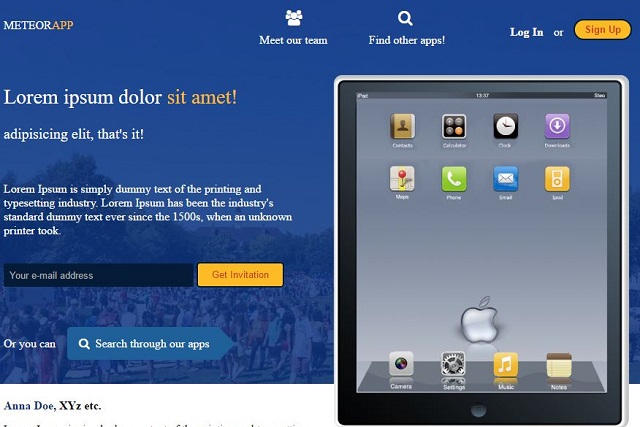 METEORAPP
Meet our team
Find other apps!
Log In or Sign Up
Lorem ipsum dolor sit amet!
adipisicing elit, that's it!
Lorem Ipsum is simply dummy text of the printing and
typesetting industry. Lorem Ipsum has been the industry's
standard dummy text ever since the 1500s, when an unknown
printer took.
Your e-mail address
Get Invitation
Or you can
Search through our apps
iPad 13:37
Contacts Calculator Clock Downloads
Maps Phone Email Ipod
Camera Settings Music Notes
Anna Doe, XYz etc.